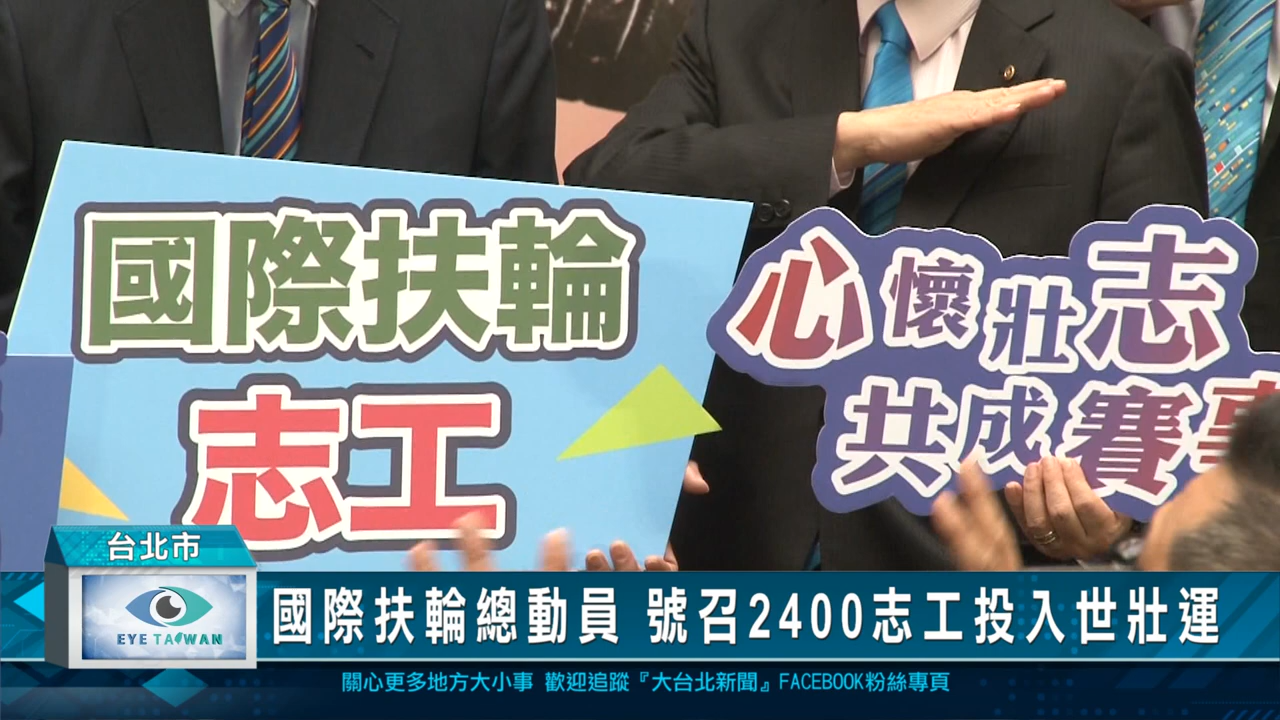 國際扶輪
志工
心懷壯志
共成賽事
台北市
EYE TAIWAN
國際扶輪總動員 號召2400志工投入世壯運
關心更多地方大小事 歡迎追蹤『大台北新聞』FACEBOOK粉絲專頁